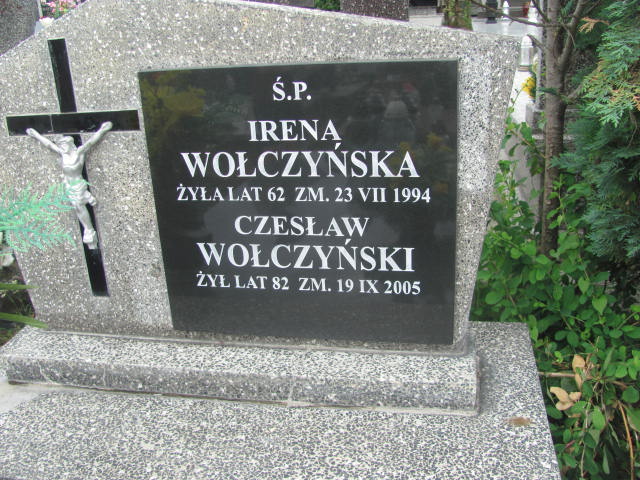 Ś.P.
IRENA
WOŁCZYŃSKA
ŻYŁA LAT 62 ZM. 23 VII 1994
CZESŁAW
WOŁCZYŃSKI
ŻYŁ LAT 82 ZM. 19 IX 2005